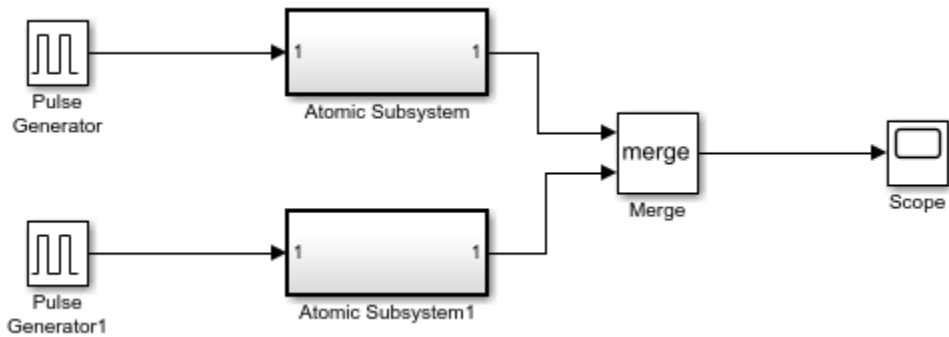 Pulse
Generator
1 1
Atomic Subsystem
merge
Merge
Scope
Pulse
Generator1
1 1
Atomic Subsystem1